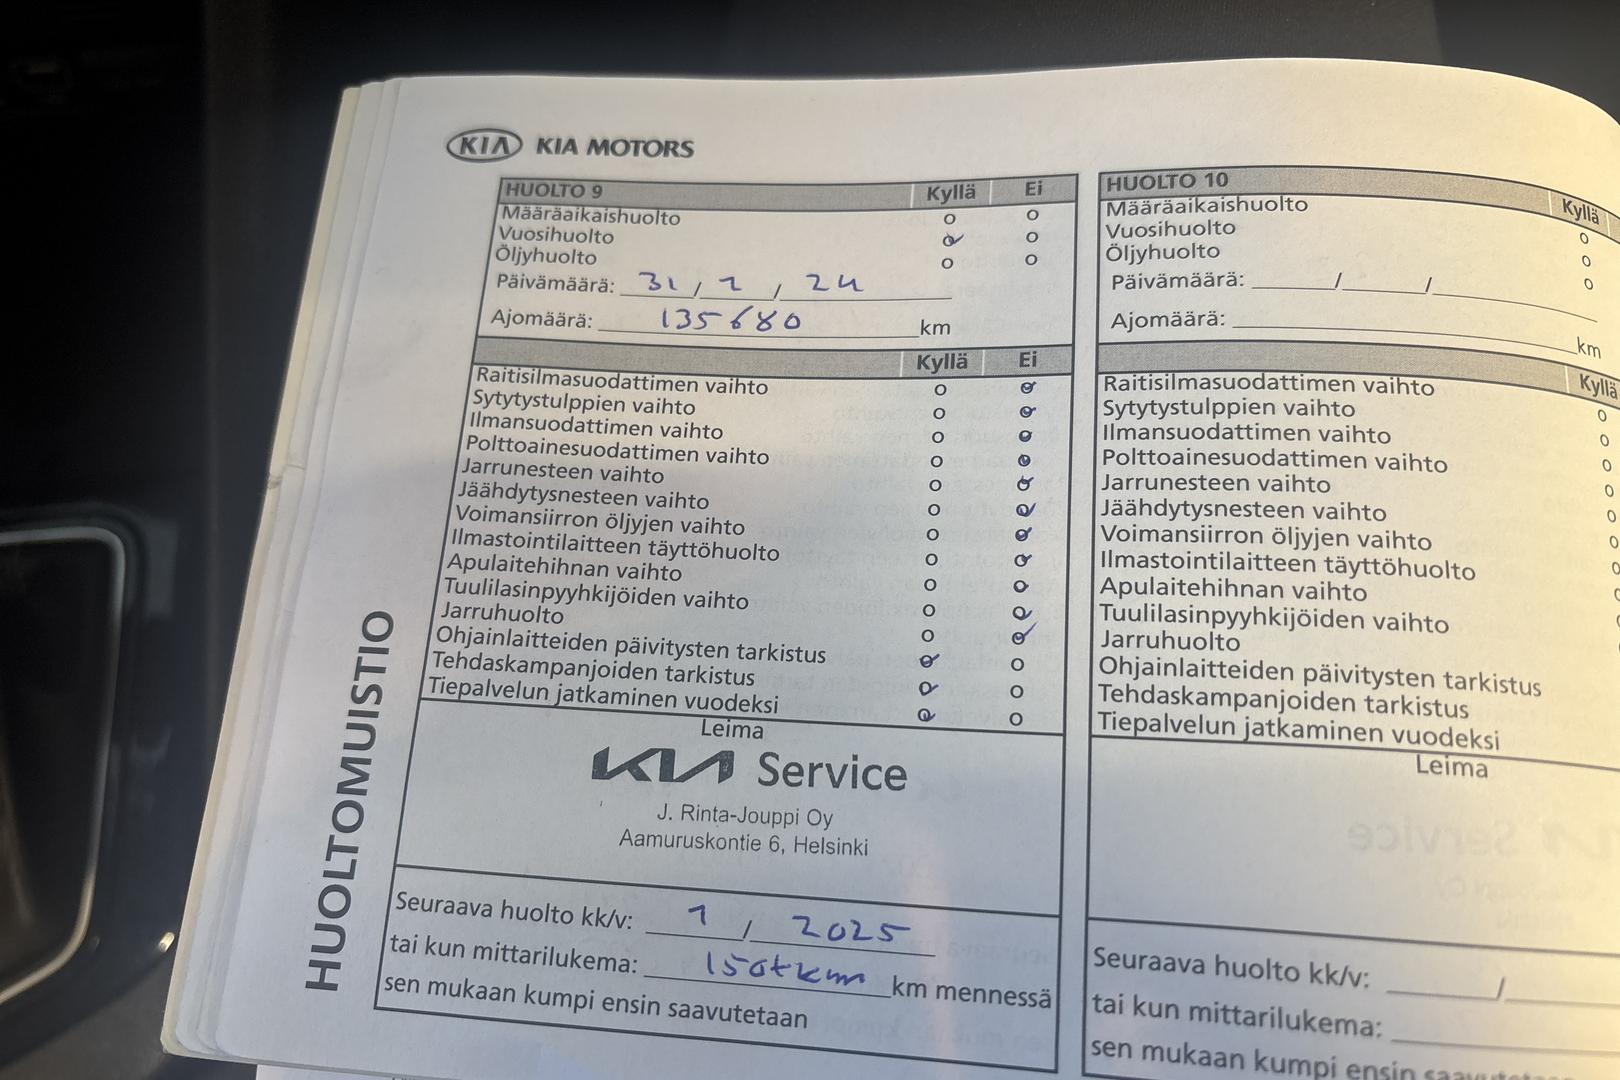 KIA KIA MOTORS
HUOLTO 9 Kyllä Ei
Määräaikaishuolto o o
Vuosihuolto o o
Öljyhuolto o o
Päivämäärä: 31 / 1 / 24
Ajomäärä: 135680 km
Kyllä Ei
Raitisilmasuodattimen vaihto o o
Sytytystulppien vaihto o o
Ilmansuodattimen vaihto o o
Polttoainesuodattimen vaihto o o
Jarrunesteen vaihto o o
Jäähdytysnesteen vaihto o o
Voimansiirron öljyjen vaihto o o
Ilmastointilaitteen täyttöhuolto o o
Apulaitehihnan vaihto o o
Tuulilasinpyyhkijöiden vaihto o o
Jarruhuolto o o
Ohjainlaitteiden päivitysten tarkistus o o
Tehdaskampanjoiden tarkistus o o
Tiepalvelun jatkaminen vuodeksi o o
Leima
KIA Service
J. Rinta-Jouppi Oy
Aamuruskontie 6, Helsinki
Seuraava huolto kk/v: 1 / 2025
tai kun mittarilukema: 150tkm km mennessä
sen mukaan kumpi ensin saavutetaan
HUOLTOMUISTIO
HUOLTO 10 Kyllä
Määräaikaishuolto o
Vuosihuolto o
Öljyhuolto o
Päivämäärä: / /
Ajomäärä: km
Kyllä
Raitisilmasuodattimen vaihto o
Sytytystulppien vaihto o
Ilmansuodattimen vaihto o
Polttoainesuodattimen vaihto o
Jarrunesteen vaihto o
Jäähdytysnesteen vaihto o
Voimansiirron öljyjen vaihto o
Ilmastointilaitteen täyttöhuolto o
Apulaitehihnan vaihto
Tuulilasinpyyhkijöiden vaihto
Jarruhuolto
Ohjainlaitteiden päivitysten tarkistus
Tehdaskampanjoiden tarkistus
Tiepalvelun jatkaminen vuodeksi
Leima
Seuraava huolto kk/v: /
tai kun mittarilukema:
sen mukaan kumpi ensin